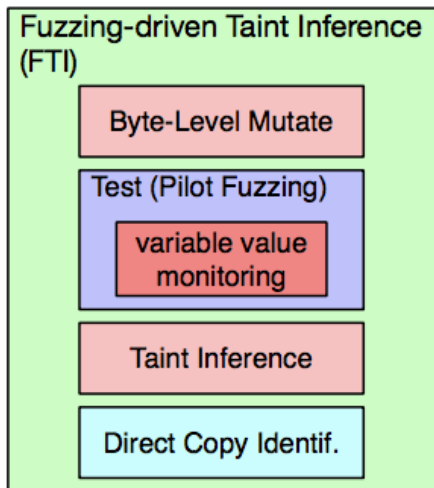 Fuzzing-driven Taint Inference
(FTI)
Byte-Level Mutate
Test (Pilot Fuzzing)
variable value
monitoring
Taint Inference
Direct Copy Identif.